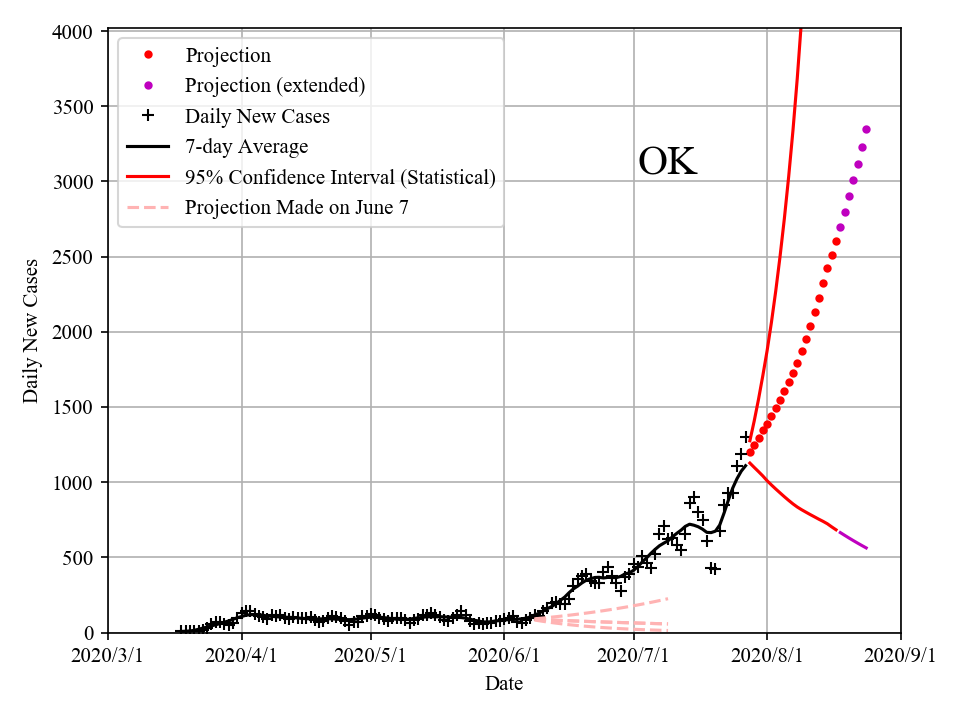 4000
3500
3000
2500
2000
1500
1000
500
0
Daily New Cases
Projection
Projection (extended)
Daily New Cases
7-day Average
95% Confidence Interval (Statistical)
Projection Made on June 7
OK
2020/3/1 2020/4/1 2020/5/1 2020/6/1 2020/7/1 2020/8/1 2020/9/1
Date